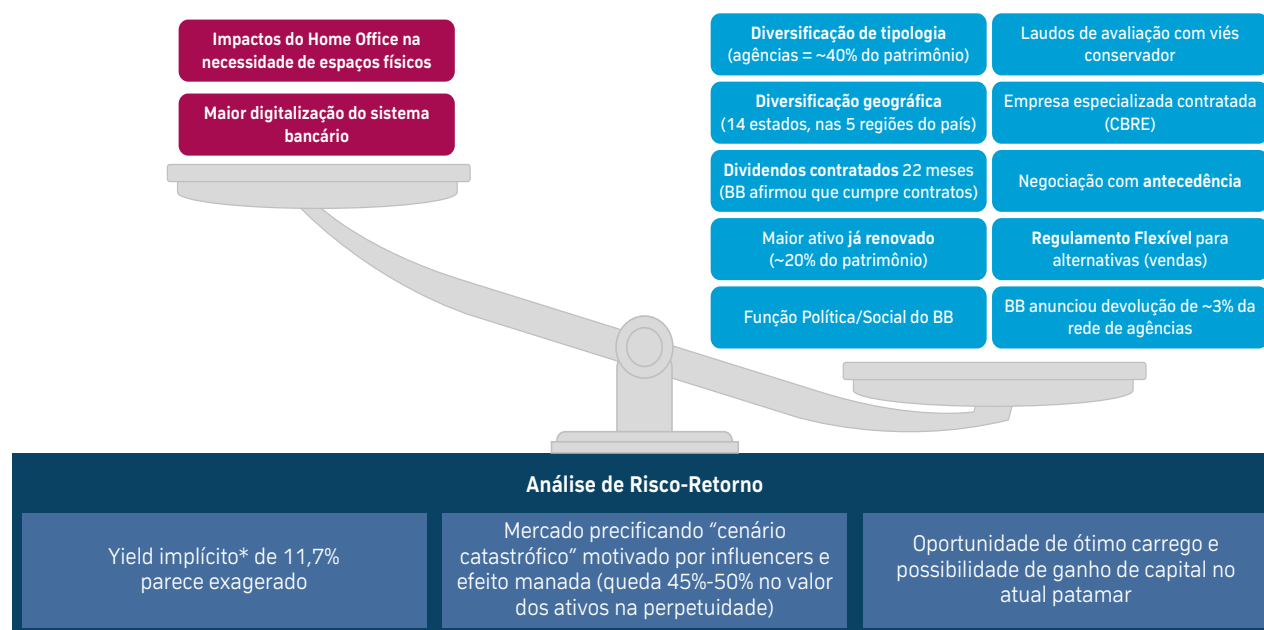 Impactos do Home Office na
necessidade de espaços físicos
Maior digitalização do sistema
bancário
Diversificação de tipologia
(agências = ~40% do patrimônio)
Laudos de avaliação com viés
conservador
Diversificação geográfica
(14 estados, nas 5 regiões do país)
Empresa especializada contratada
(CBRE)
Dividendos contratados 22 meses
(BB afirmou que cumpre contratos)
Negociação com antecedência
Maior ativo já renovado
(~20% do patrimônio)
Regulamento Flexível para
alternativas (vendas)
Função Política/Social do BB
BB anunciou devolução de ~3% da
rede de agências
Análise de Risco-Retorno
Yield implícito* de 11,7%
parece exagerado
Mercado precificando “cenário
catastrófico” motivado por influencers e
efeito manada (queda 45%-50% no valor
dos ativos na perpetuidade)
Oportunidade de ótimo carrego e
possibilidade de ganho de capital no
atual patamar